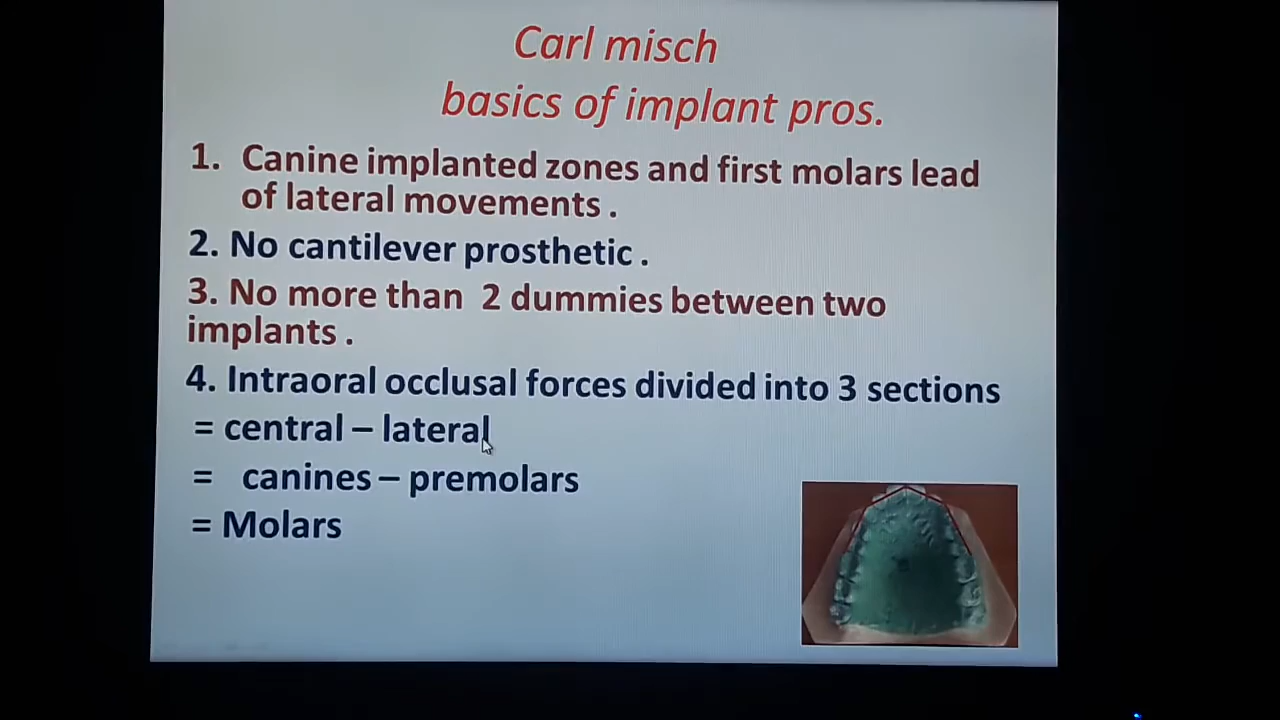 Carl misch
basics of implant pros.
1. Canine implanted zones and first molars lead
of lateral movements .
2. No cantilever prosthetic .
3. No more than 2 dummies between two
implants .
4. Intraoral occlusal forces divided into 3 sections
= central – lateral
= canines – premolars
= Molars